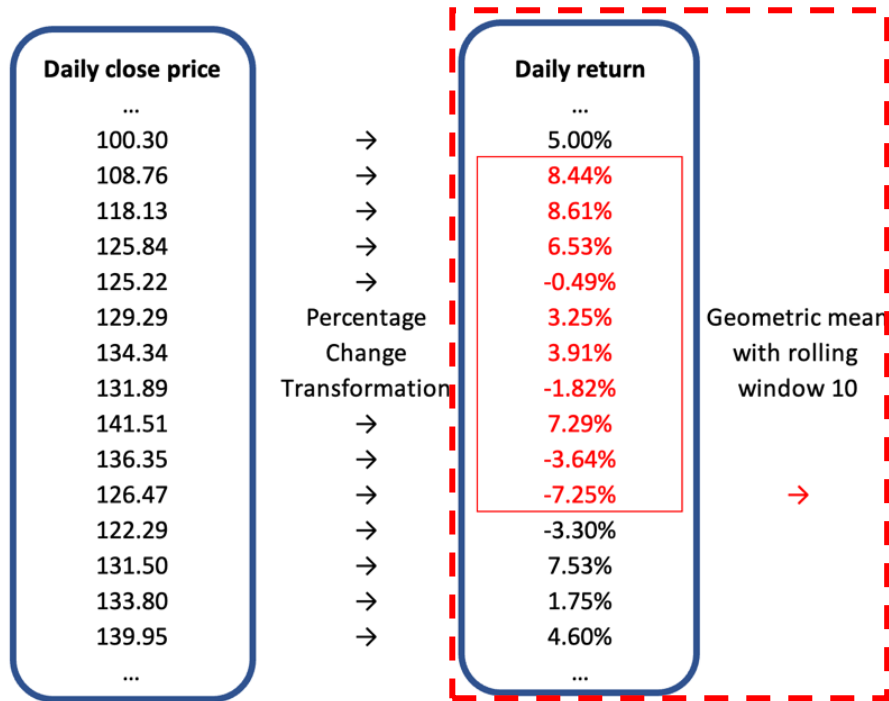 Daily close price Daily return
... ...
100.30 → 5.00%
108.76 → 8.44%
118.13 → 8.61%
125.84 → 6.53%
125.22 → -0.49%
129.29 Percentage 3.25% Geometric mean
134.34 Change 3.91% with rolling
131.89 Transformation -1.82% window 10
141.51 → 7.29%
136.35 → -3.64%
126.47 → -7.25% →
122.29 → -3.30%
131.50 → 7.53%
133.80 → 1.75%
139.95 → 4.60%
... ...